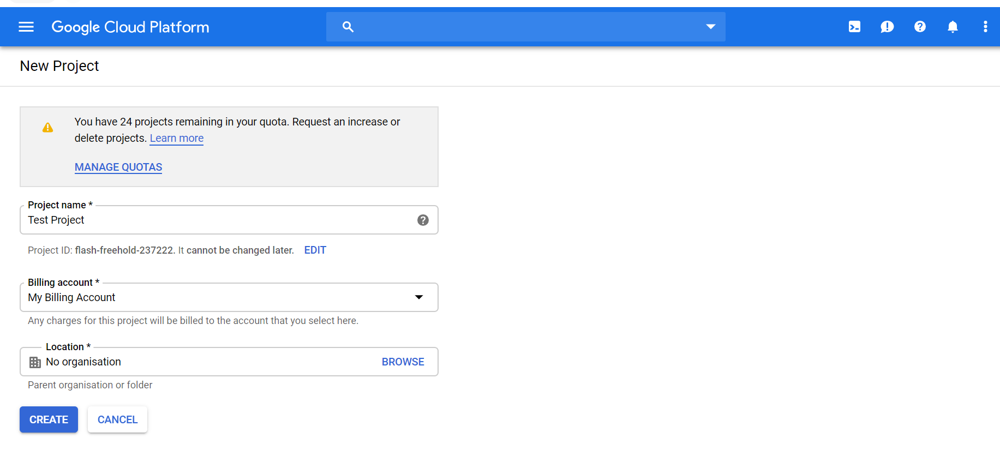 Google Cloud Platform
New Project
You have 24 projects remaining in your quota. Request an increase or
delete projects. Learn more
MANAGE QUOTAS
Project name *
Test Project
Project ID: flash-freehold-237222. It cannot be changed later. EDIT
Billing account *
My Billing Account
Any charges for this project will be billed to the account that you select here.
Location *
No organisation BROWSE
Parent organisation or folder
CREATE CANCEL